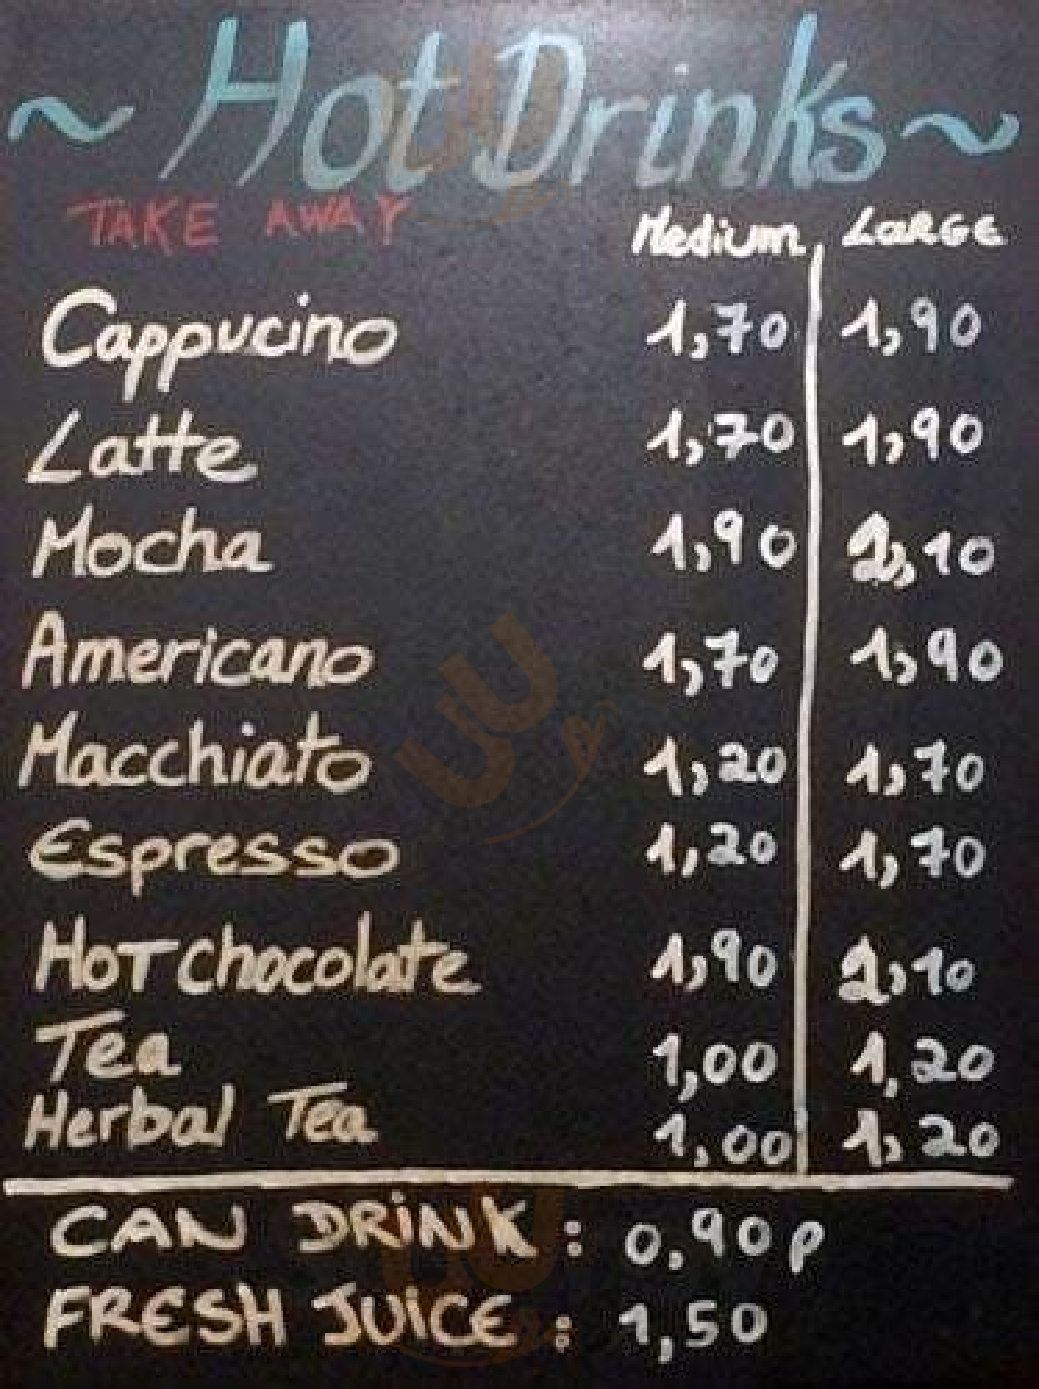 ~ Hot Drinks ~
TAKE AWAY Medium LARGE
Cappucino 1,70 1,90
Latte 1,70 1,90
Mocha 1,90 2,10
Americano 1,70 1,90
Macchiato 1,20 1,70
Espresso 1,20 1,70
HOT chocolate 1,90 2,10
Tea 1,00 1,20
Herbal Tea 1,00 1,20
CAN DRINK : 0,90p
FRESH JUICE : 1,50